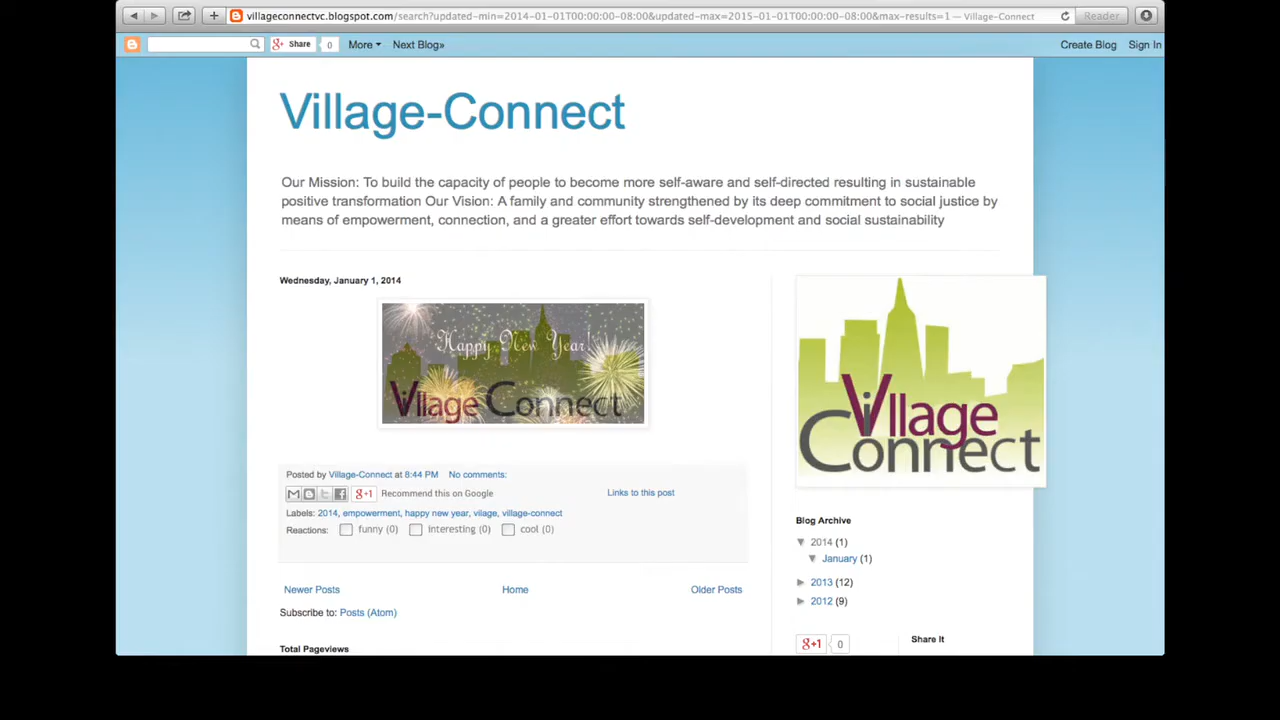 villageconnectvc.blogspot.com/search?updated-min=2014-01-01T00:00:00-08:00&updated-max=2015-01-01T00:00:00-08:00&max-results=1 — Village-Connect
Reader
Share 0 More Next Blog» Create Blog Sign In
Village-Connect
Our Mission: To build the capacity of people to become more self-aware and self-directed resulting in sustainable
positive transformation Our Vision: A family and community strengthened by its deep commitment to social justice by
means of empowerment, connection, and a greater effort towards self-development and social sustainability
Wednesday, January 1, 2014
Happy New Year!
Village Connect
Posted by Village-Connect at 8:44 PM No comments:
g+1 Recommend this on Google Links to this post
Labels: 2014, empowerment, happy new year, vilage, village-connect
Reactions: funny (0) interesting (0) cool (0)
Newer Posts Home Older Posts
Subscribe to: Posts (Atom)
Total Pageviews
Village
Connect
Blog Archive
▼ 2014 (1)
▼ January (1)
► 2013 (12)
► 2012 (9)
g+1 0 Share It